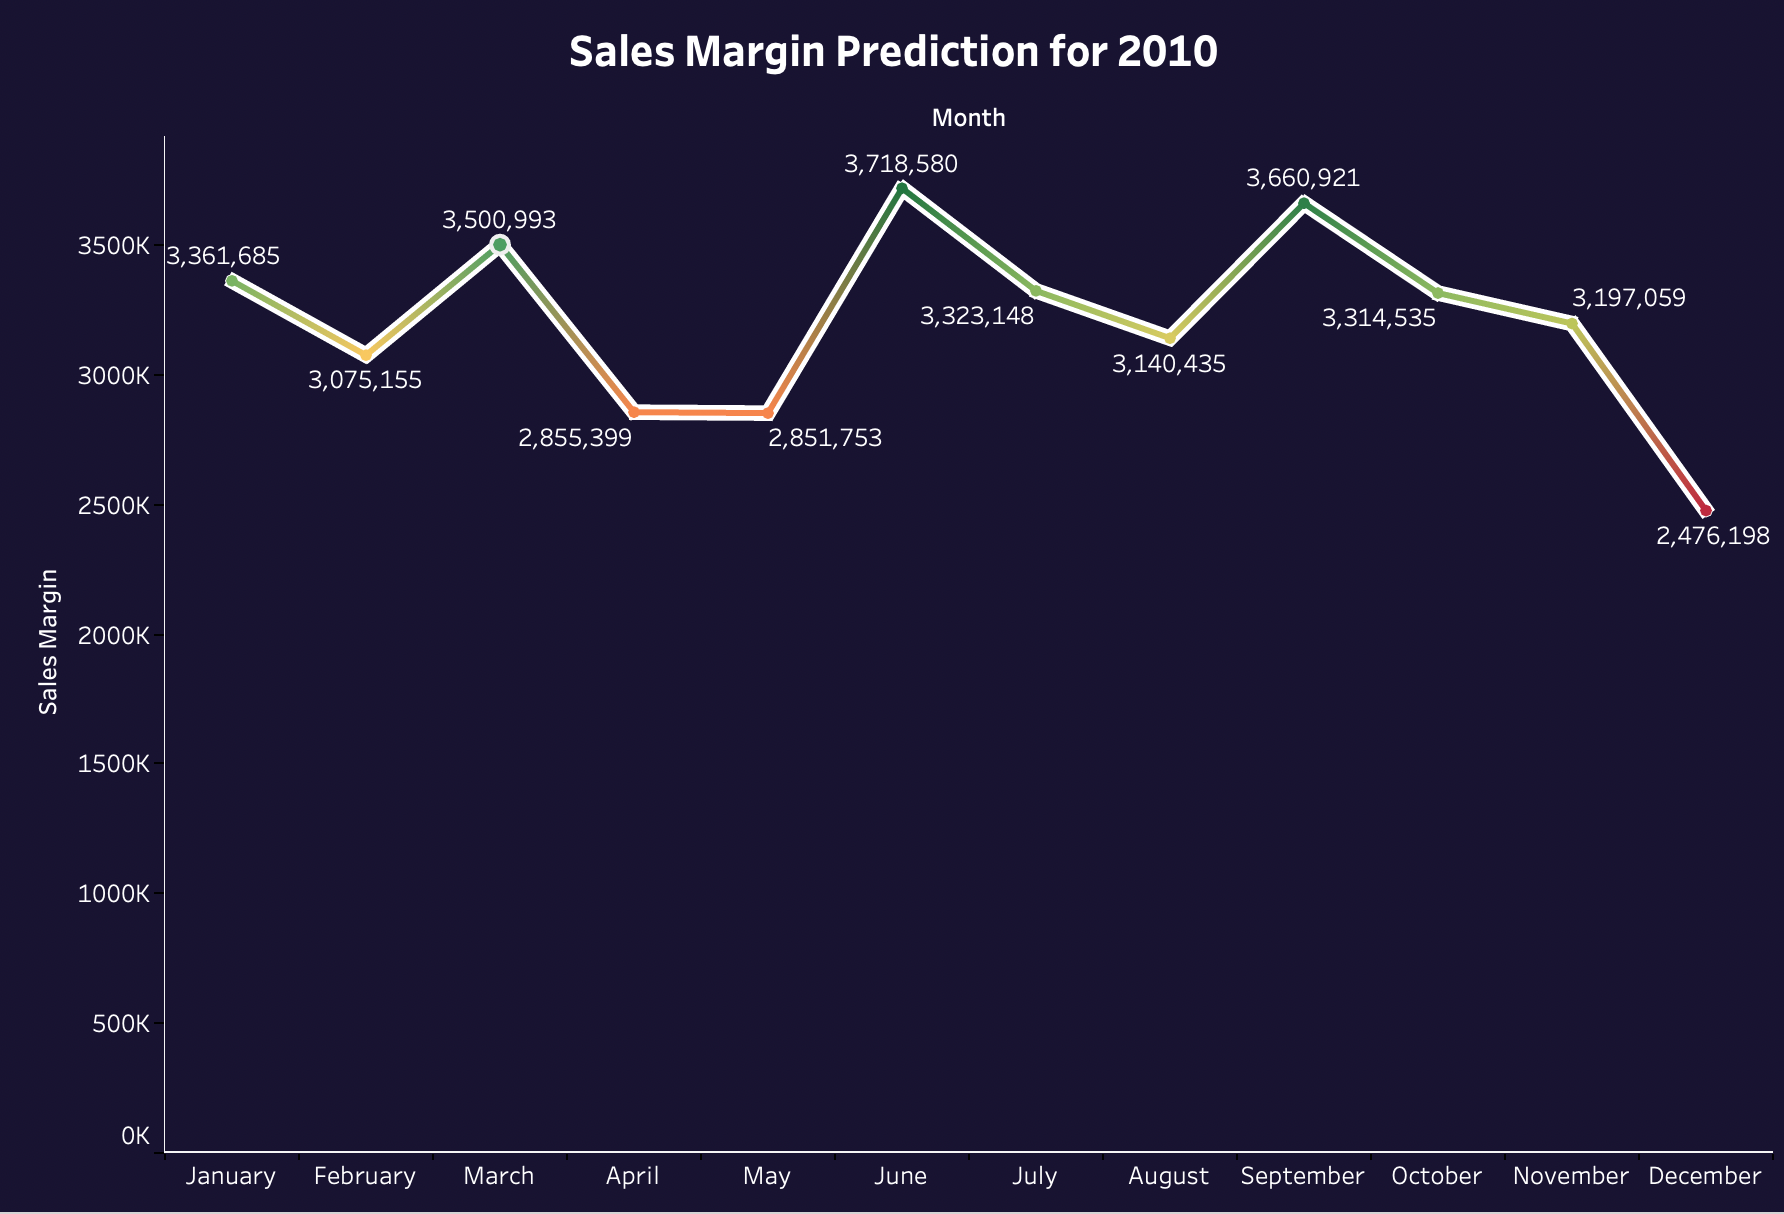 Sales Margin Prediction for 2010
Month
3,718,580
3,660,921
3,500,993
3500K
3,361,685
3,197,059
3,323,148
3,314,535
3,140,435
3000K
3,075,155
2,855,399
2,851,753
2500K
2,476,198
Sales Margin
2000K
1500K
1000K
500K
0K
January February March April May June July August September October November December